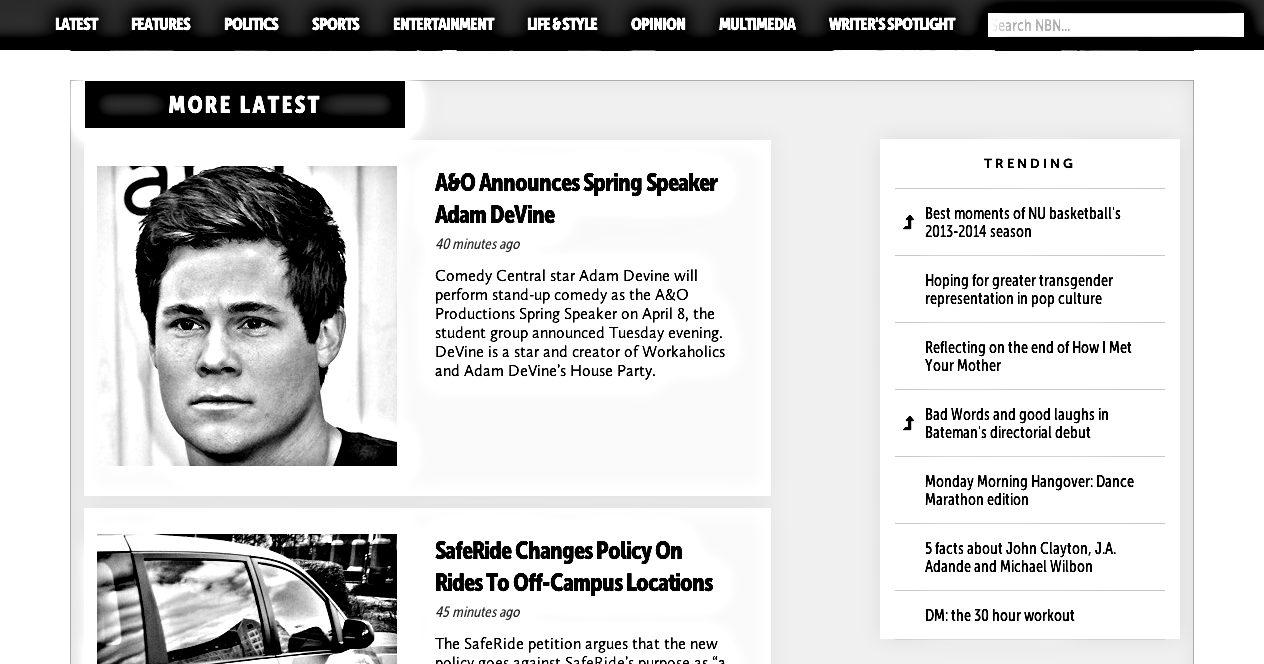 LATEST FEATURES POLITICS SPORTS ENTERTAINMENT LIFE & STYLE OPINION MULTIMEDIA WRITER'S SPOTLIGHT Search NBN...
MORE LATEST
A&O Announces Spring Speaker
Adam DeVine
40 minutes ago
Comedy Central star Adam Devine will
perform stand-up comedy as the A&O
Productions Spring Speaker on April 8, the
student group announced Tuesday evening.
DeVine is a star and creator of Workaholics
and Adam DeVine's House Party.
SafeRide Changes Policy On
Rides To Off-Campus Locations
45 minutes ago
The SafeRide petition argues that the new
policy goes against SafeRide's purpose as “a
TRENDING
Best moments of NU basketball's
2013-2014 season
Hoping for greater transgender
representation in pop culture
Reflecting on the end of How I Met
Your Mother
Bad Words and good laughs in
Bateman's directorial debut
Monday Morning Hangover: Dance
Marathon edition
5 facts about John Clayton, J.A.
Adande and Michael Wilbon
DM: the 30 hour workout